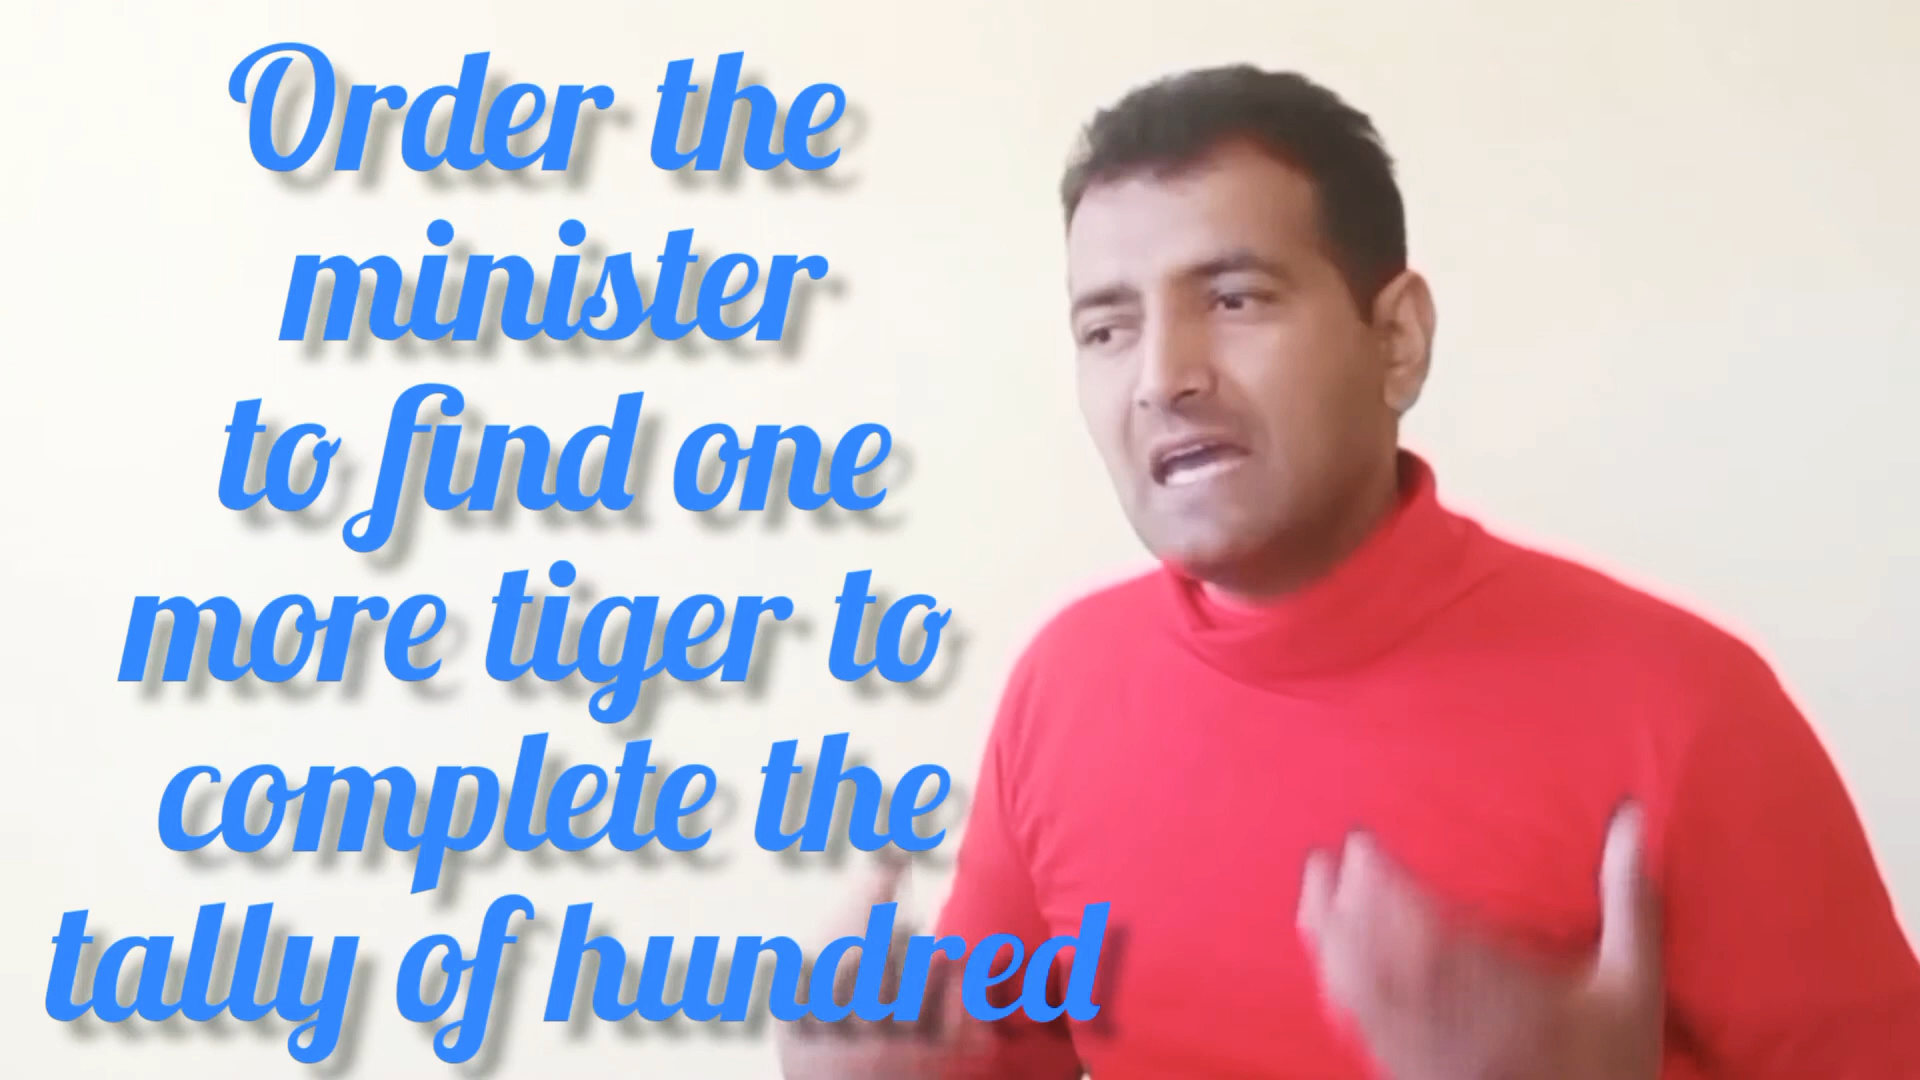 Order the
minister
to find one
more tiger to
complete the
tally of hundred